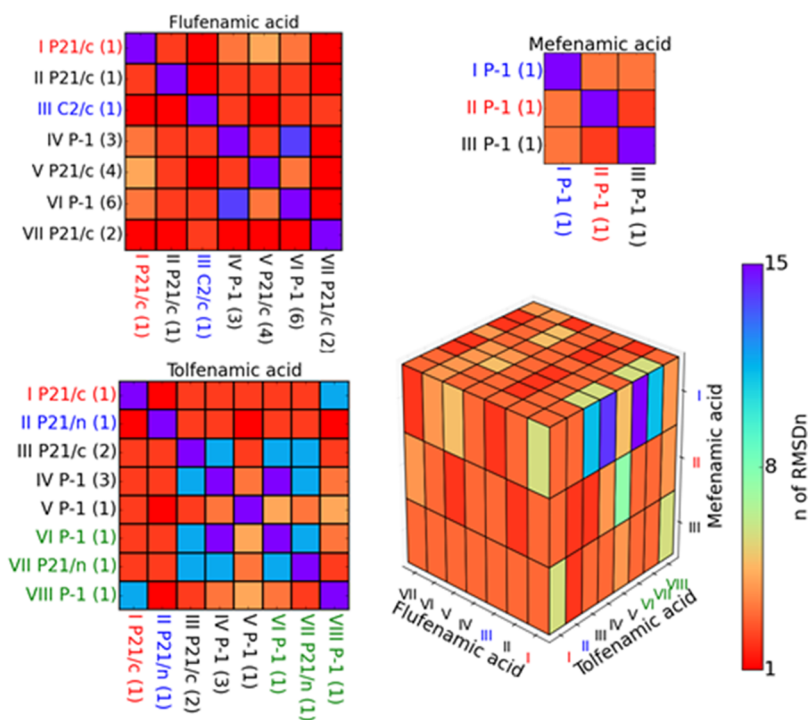 Flufenamic acid
I P21/c (1)
II P21/c (1)
III C2/c (1)
IV P-1 (3)
V P21/c (4)
VI P-1 (6)
VII P21/c (2)
I P21/c (1)
II P21/c (1)
III C2/c (1)
IV P-1 (3)
V P21/c (4)
VI P-1 (6)
VII P21/c (2)
Mefenamic acid
I P-1 (1)
II P-1 (1)
III P-1 (1)
I P-1 (1)
II P-1 (1)
III P-1 (1)
Tolfenamic acid
I P21/c (1)
II P21/n (1)
III P21/c (2)
IV P-1 (3)
V P-1 (1)
VI P-1 (1)
VII P21/n (1)
VIII P-1 (1)
I P21/c (1)
II P21/n (1)
III P21/c (2)
IV P-1 (3)
V P-1 (1)
VI P-1 (1)
VII P21/n (1)
VIII P-1 (1)
I
II
III
Mefenamic acid
VII
VI
V
IV
III
II
I
Flufenamic acid
I
II
III
IV
V
VI
VII
VIII
Tolfenamic acid
15
8
1
n of RMSDn